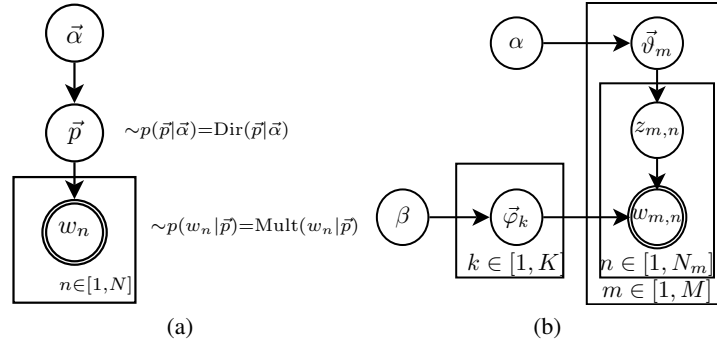 α⃗
p⃗
∼p(p⃗|α⃗)=Dir(p⃗|α⃗)
w_n
∼p(w_n|p⃗)=Mult(w_n|p⃗)
n∈[1,N]
(a)
α
ϑ⃗_m
z_{m,n}
β
φ⃗_k
w_{m,n}
k ∈ [1, K]
n ∈ [1, N_m]
m ∈ [1, M]
(b)